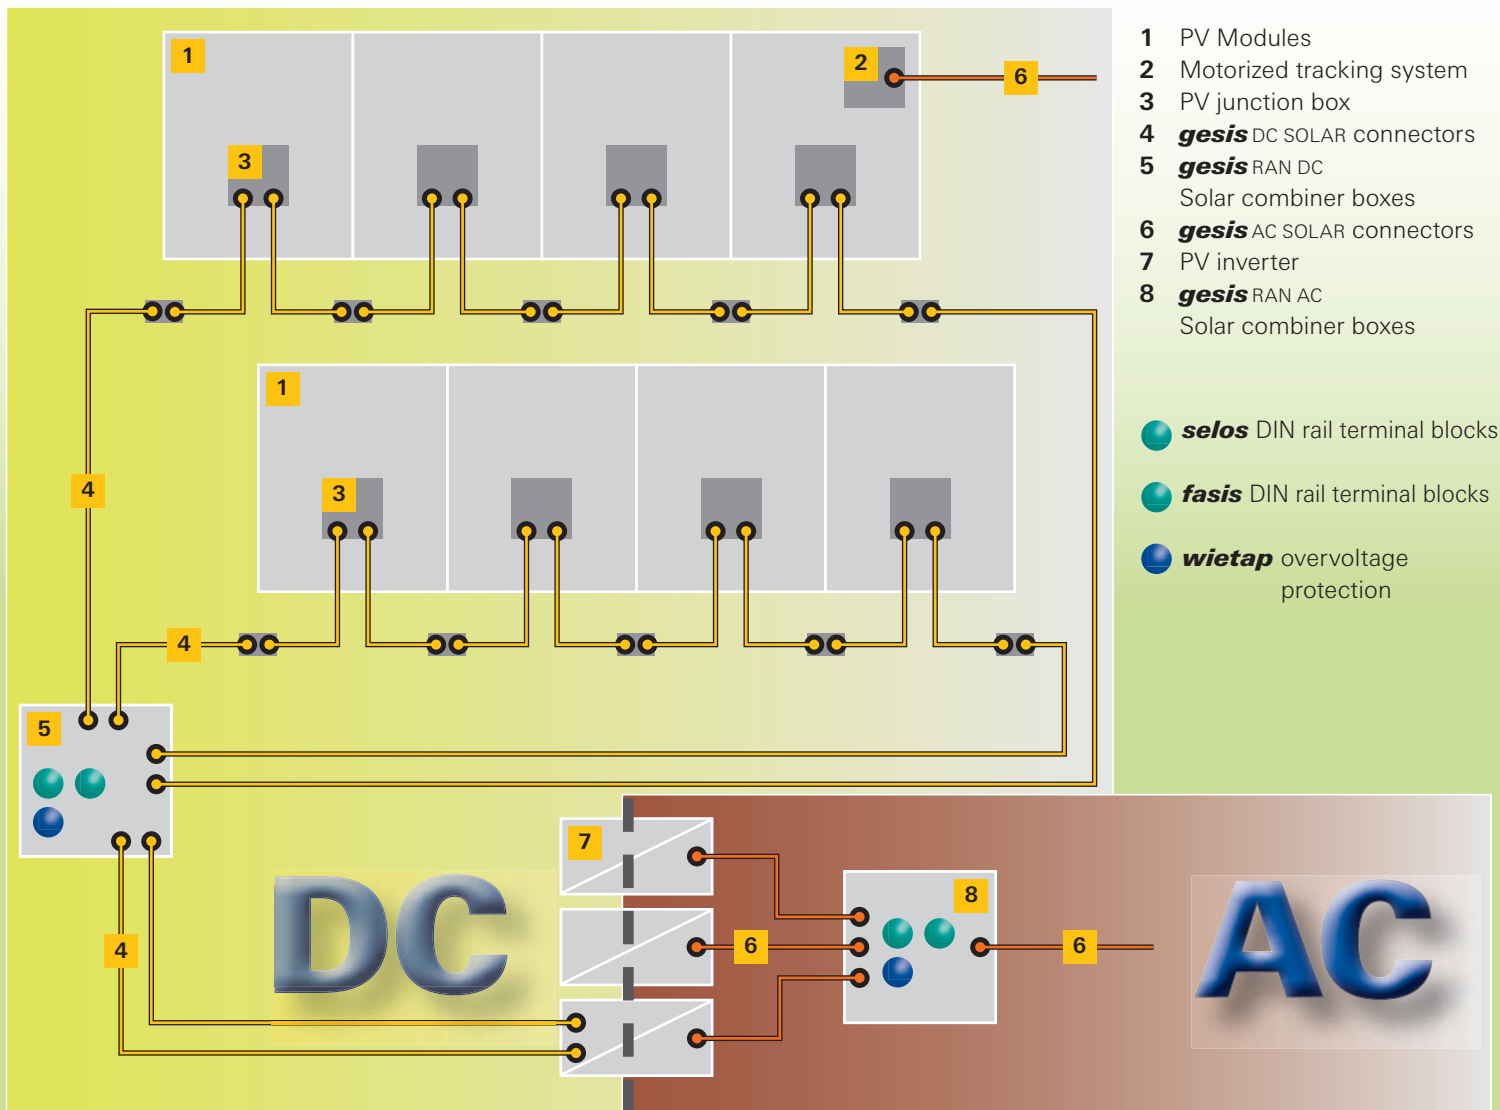 1 PV Modules
2 Motorized tracking system
3 PV junction box
4 gesis DC SOLAR connectors
5 gesis RAN DC
Solar combiner boxes
6 gesis AC SOLAR connectors
7 PV inverter
8 gesis RAN AC
Solar combiner boxes
selos DIN rail terminal blocks
fasis DIN rail terminal blocks
wietap overvoltage
protection
1
2
6
3
1
4
3
4
5
7
8
4
6
6
DC
AC